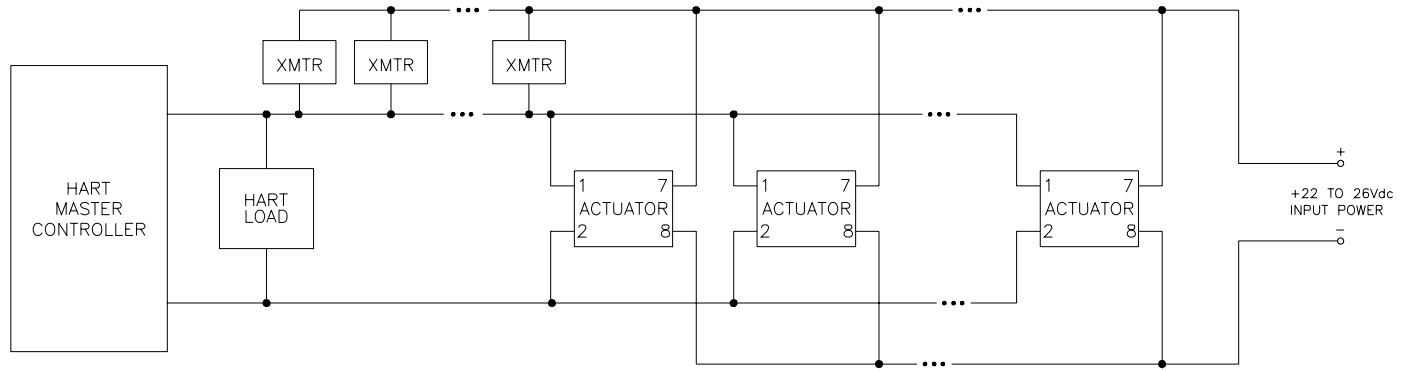 XMTR
XMTR
XMTR
HART
MASTER
CONTROLLER
HART
LOAD
1 7
ACTUATOR
2 8
1 7
ACTUATOR
2 8
1 7
ACTUATOR
2 8
+
+22 TO 26Vdc
INPUT POWER
−